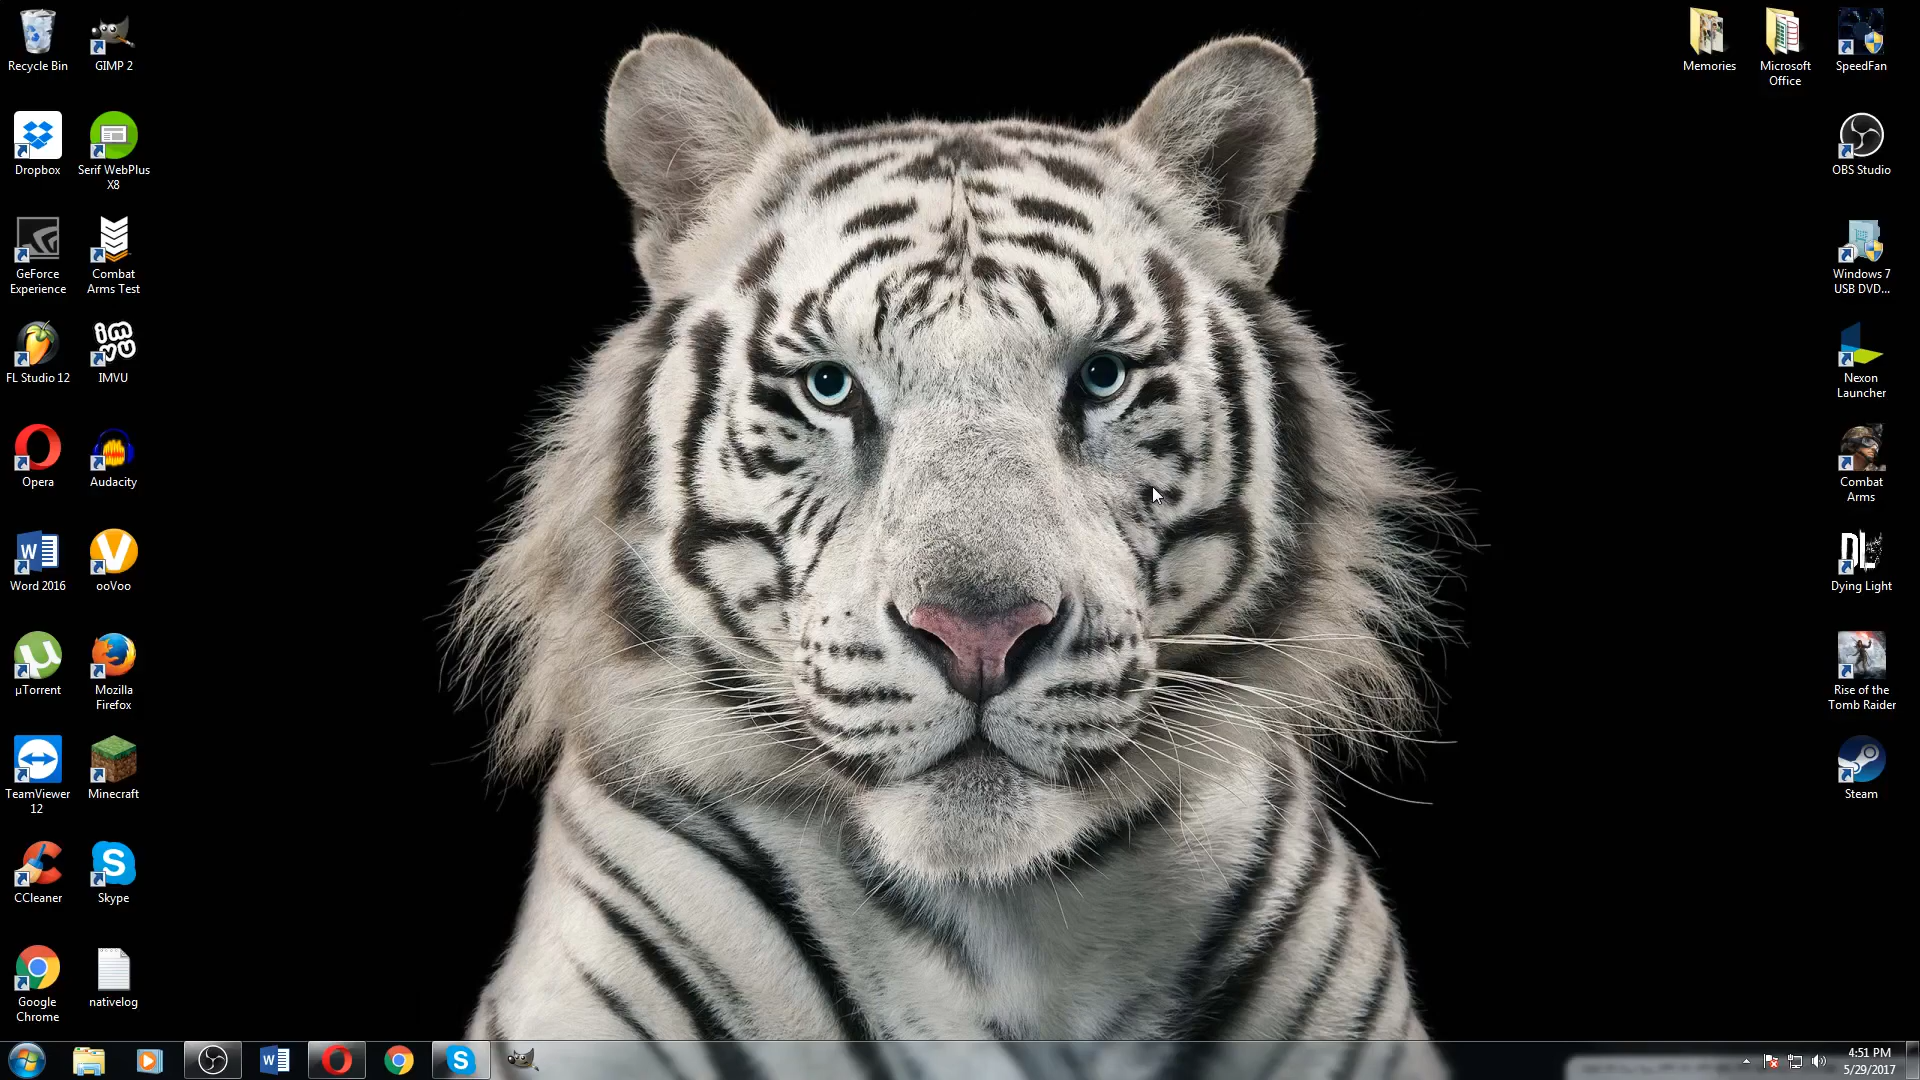 Recycle Bin
GIMP 2
Dropbox
Serif WebPlus
X8
GeForce
Experience
Combat
Arms Test
FL Studio 12
im
vu
IMVU
Opera
Audacity
W
Word 2016
ooVoo
µTorrent
Mozilla
Firefox
TeamViewer
12
Minecraft
CCleaner
Skype
Google
Chrome
nativelog
Memories
Microsoft
Office
SpeedFan
OBS Studio
Windows 7
USB DVD...
Nexon
Launcher
Combat
Arms
DL
Dying Light
Rise of the
Tomb Raider
Steam
4:51 PM
5/29/2017